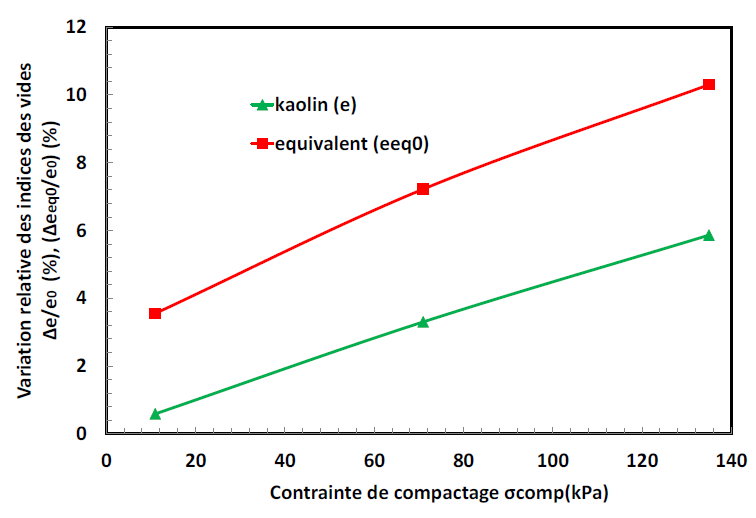 Variation relative des indices des vides
Δe/e0 (%), (Δeeq0/e0) (%)
12
10
8
6
4
2
0
kaolin (e)
equivalent (eeq0)
0 20 40 60 80 100 120 140
Contrainte de compactage σcomp(kPa)